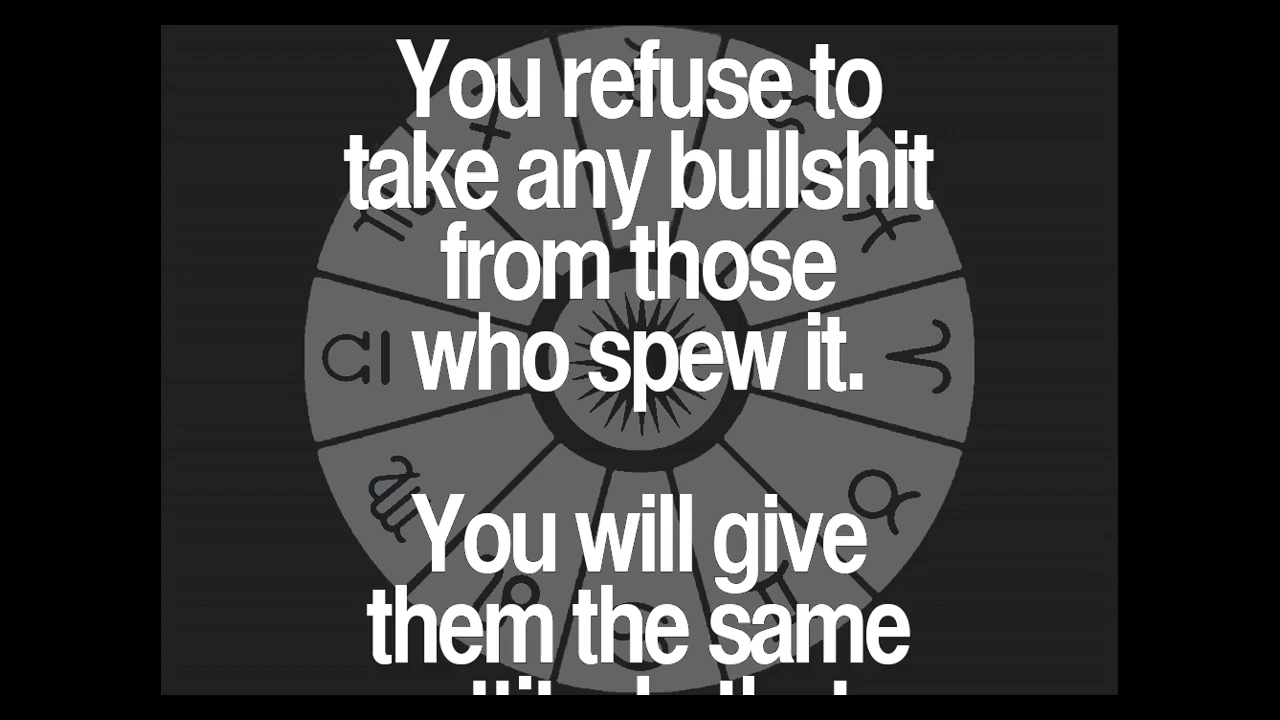 You refuse to
take any bullshit
from those
who spew it.
You will give
them the same